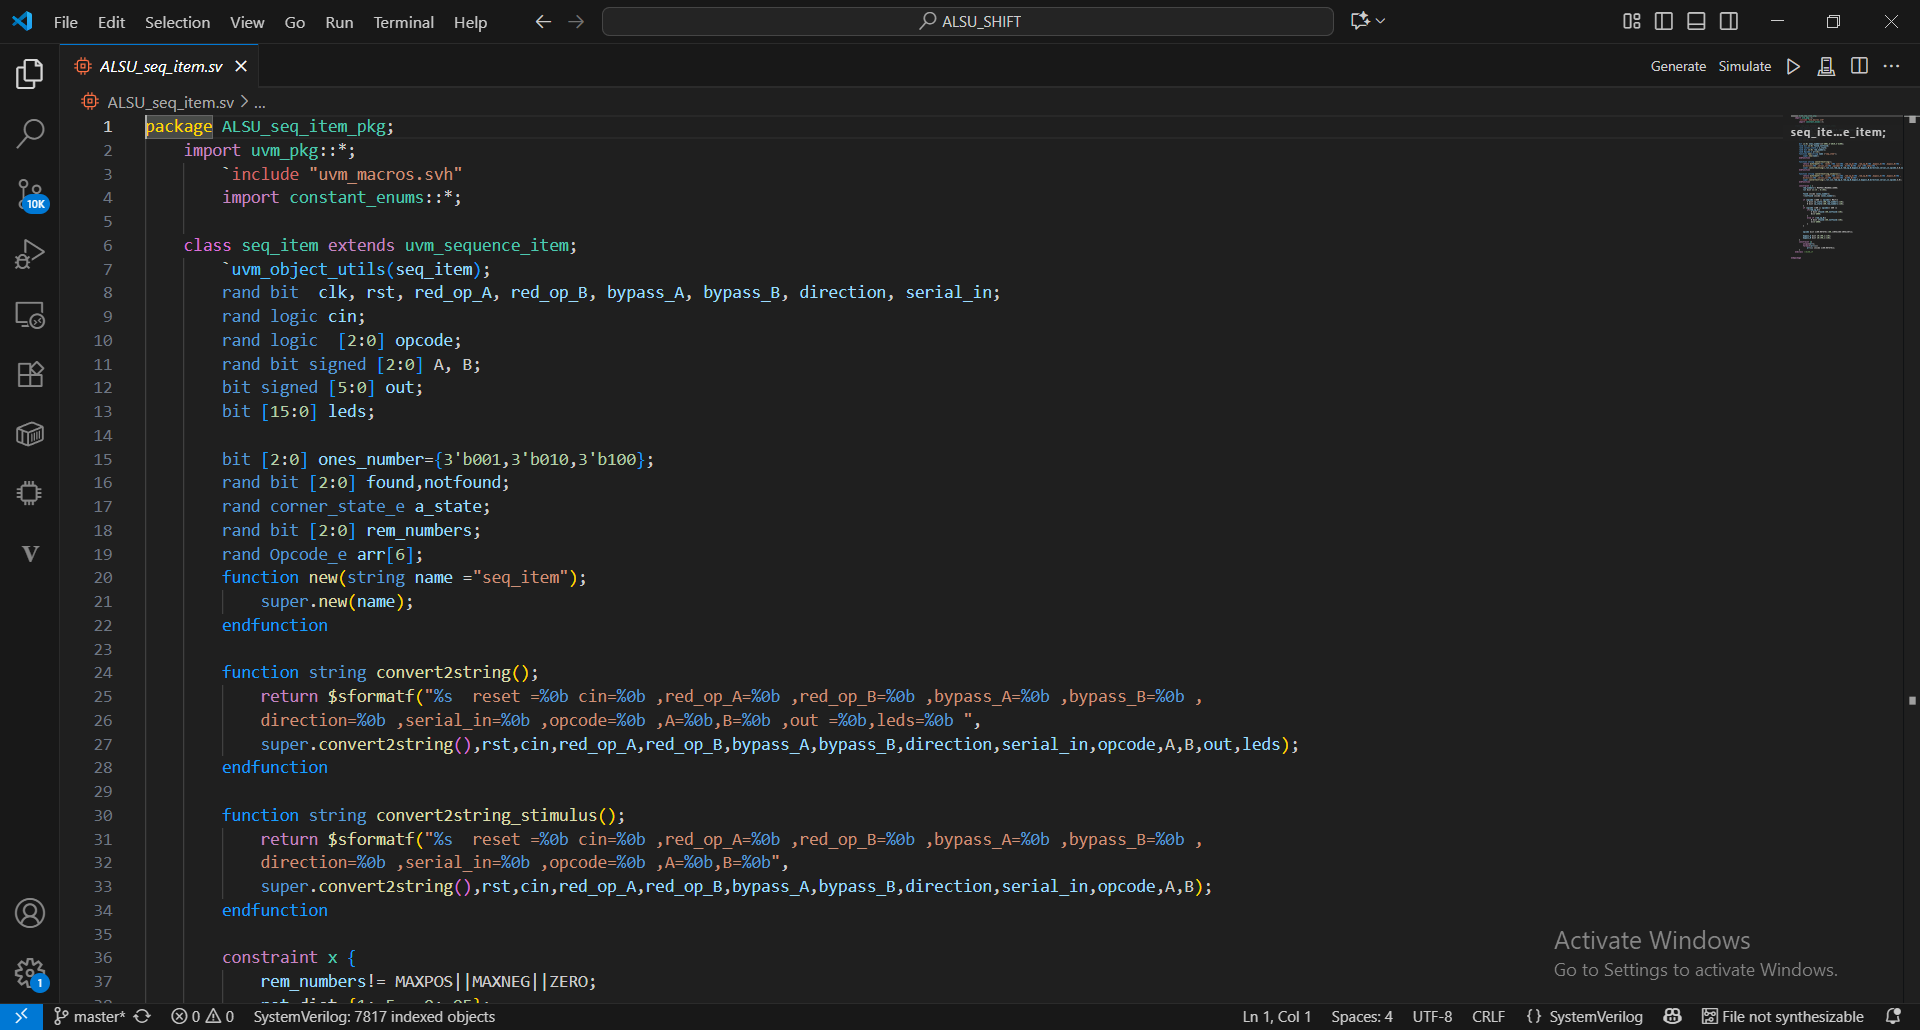 File Edit Selection View Go Run Terminal Help
ALSU_SHIFT
ALSU_seq_item.sv
Generate Simulate
ALSU_seq_item.sv > ...
1 package ALSU_seq_item_pkg;
2 import uvm_pkg::*;
3 `include "uvm_macros.svh"
4 import constant_enums::*;
5
6 class seq_item extends uvm_sequence_item;
7 `uvm_object_utils(seq_item);
8 rand bit  clk, rst, red_op_A, red_op_B, bypass_A, bypass_B, direction, serial_in;
9 rand logic cin;
10 rand logic  [2:0] opcode;
11 rand bit signed [2:0] A, B;
12 bit signed [5:0] out;
13 bit [15:0] leds;
14
15 bit [2:0] ones_number={3'b001,3'b010,3'b100};
16 rand bit [2:0] found,notfound;
17 rand corner_state_e a_state;
18 rand bit [2:0] rem_numbers;
19 rand Opcode_e arr[6];
20 function new(string name ="seq_item");
21 super.new(name);
22 endfunction
23
24 function string convert2string();
25 return $sformatf("%s  reset =%0b cin=%0b ,red_op_A=%0b ,red_op_B=%0b ,bypass_A=%0b ,bypass_B=%0b ,
26 direction=%0b ,serial_in=%0b ,opcode=%0b ,A=%0b,B=%0b ,out =%0b,leds=%0b ",
27 super.convert2string(),rst,cin,red_op_A,red_op_B,bypass_A,bypass_B,direction,serial_in,opcode,A,B,out,leds);
28 endfunction
29
30 function string convert2string_stimulus();
31 return $sformatf("%s  reset =%0b cin=%0b ,red_op_A=%0b ,red_op_B=%0b ,bypass_A=%0b ,bypass_B=%0b ,
32 direction=%0b ,serial_in=%0b ,opcode=%0b ,A=%0b,B=%0b",
33 super.convert2string(),rst,cin,red_op_A,red_op_B,bypass_A,bypass_B,direction,serial_in,opcode,A,B);
34 endfunction
35
36 constraint x {
37 rem_numbers!= MAXPOS||MAXNEG||ZERO;
seq_ite...e_item;
10K
V
1
Activate Windows
Go to Settings to activate Windows.
master* 0 0 SystemVerilog: 7817 indexed objects Ln 1, Col 1 Spaces: 4 UTF-8 CRLF {} SystemVerilog File not synthesizable